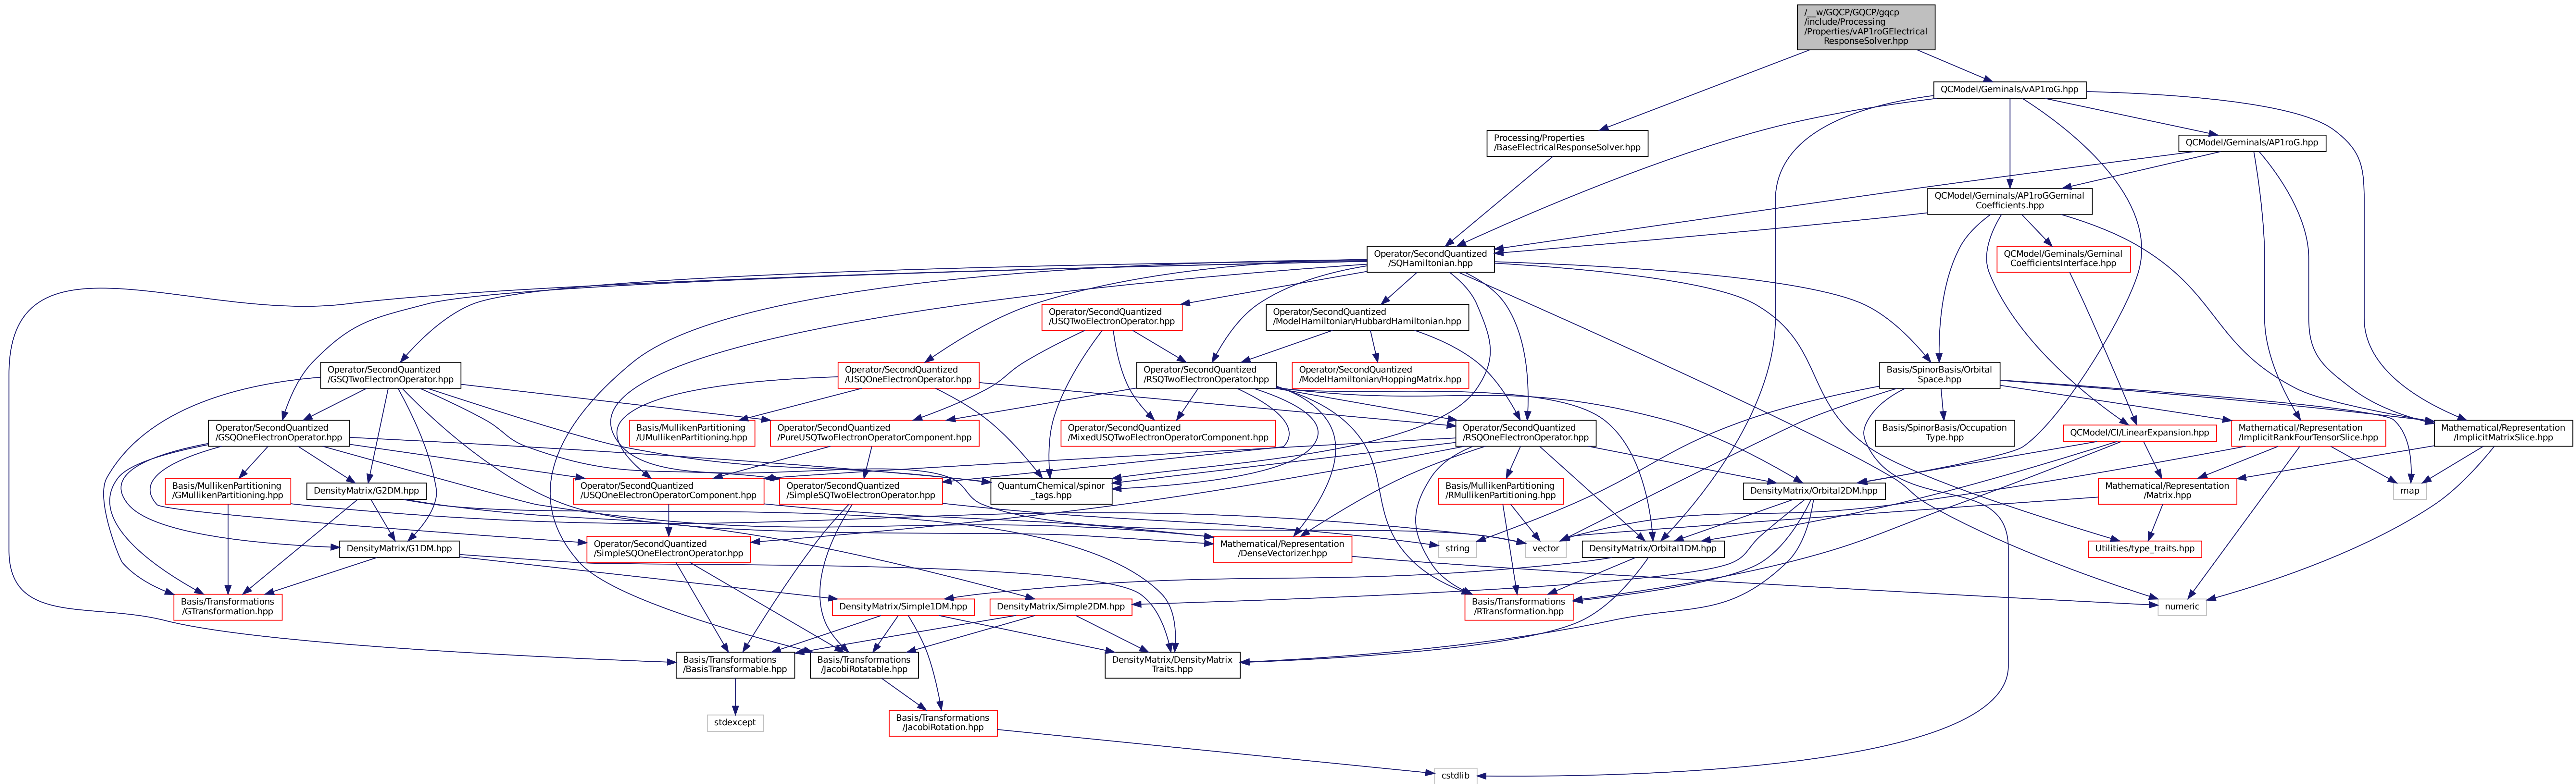 /__w/GQCP/GQCP/gqcp
/include/Processing
/Properties/vAP1roGElectrical
ResponseSolver.hpp
QCModel/Geminals/vAP1roG.hpp
Processing/Properties
/BaseElectricalResponseSolver.hpp
QCModel/Geminals/AP1roG.hpp
QCModel/Geminals/AP1roGGeminal
Coefficients.hpp
Operator/SecondQuantized
/SQHamiltonian.hpp
QCModel/Geminals/Geminal
CoefficientsInterface.hpp
Operator/SecondQuantized
/USQTwoElectronOperator.hpp
Operator/SecondQuantized
/ModelHamiltonian/HubbardHamiltonian.hpp
Operator/SecondQuantized
/GSQTwoElectronOperator.hpp
Operator/SecondQuantized
/USQOneElectronOperator.hpp
Operator/SecondQuantized
/RSQTwoElectronOperator.hpp
Operator/SecondQuantized
/ModelHamiltonian/HoppingMatrix.hpp
Basis/SpinorBasis/Orbital
Space.hpp
Operator/SecondQuantized
/GSQOneElectronOperator.hpp
Basis/MullikenPartitioning
/UMullikenPartitioning.hpp
Operator/SecondQuantized
/PureUSQTwoElectronOperatorComponent.hpp
Operator/SecondQuantized
/MixedUSQTwoElectronOperatorComponent.hpp
Operator/SecondQuantized
/RSQOneElectronOperator.hpp
Basis/SpinorBasis/Occupation
Type.hpp
QCModel/CI/LinearExpansion.hpp
Mathematical/Representation
/ImplicitRankFourTensorSlice.hpp
Mathematical/Representation
/ImplicitMatrixSlice.hpp
Basis/MullikenPartitioning
/GMullikenPartitioning.hpp
DensityMatrix/G2DM.hpp
Operator/SecondQuantized
/USQOneElectronOperatorComponent.hpp
Operator/SecondQuantized
/SimpleSQTwoElectronOperator.hpp
QuantumChemical/spinor
_tags.hpp
Basis/MullikenPartitioning
/RMullikenPartitioning.hpp
DensityMatrix/Orbital2DM.hpp
Mathematical/Representation
/Matrix.hpp
map
DensityMatrix/G1DM.hpp
Operator/SecondQuantized
/SimpleSQOneElectronOperator.hpp
Mathematical/Representation
/DenseVectorizer.hpp
string
vector
DensityMatrix/Orbital1DM.hpp
Utilities/type_traits.hpp
Basis/Transformations
/GTransformation.hpp
DensityMatrix/Simple1DM.hpp
DensityMatrix/Simple2DM.hpp
Basis/Transformations
/RTransformation.hpp
numeric
Basis/Transformations
/BasisTransformable.hpp
Basis/Transformations
/JacobiRotatable.hpp
DensityMatrix/DensityMatrix
Traits.hpp
stdexcept
Basis/Transformations
/JacobiRotation.hpp
cstdlib